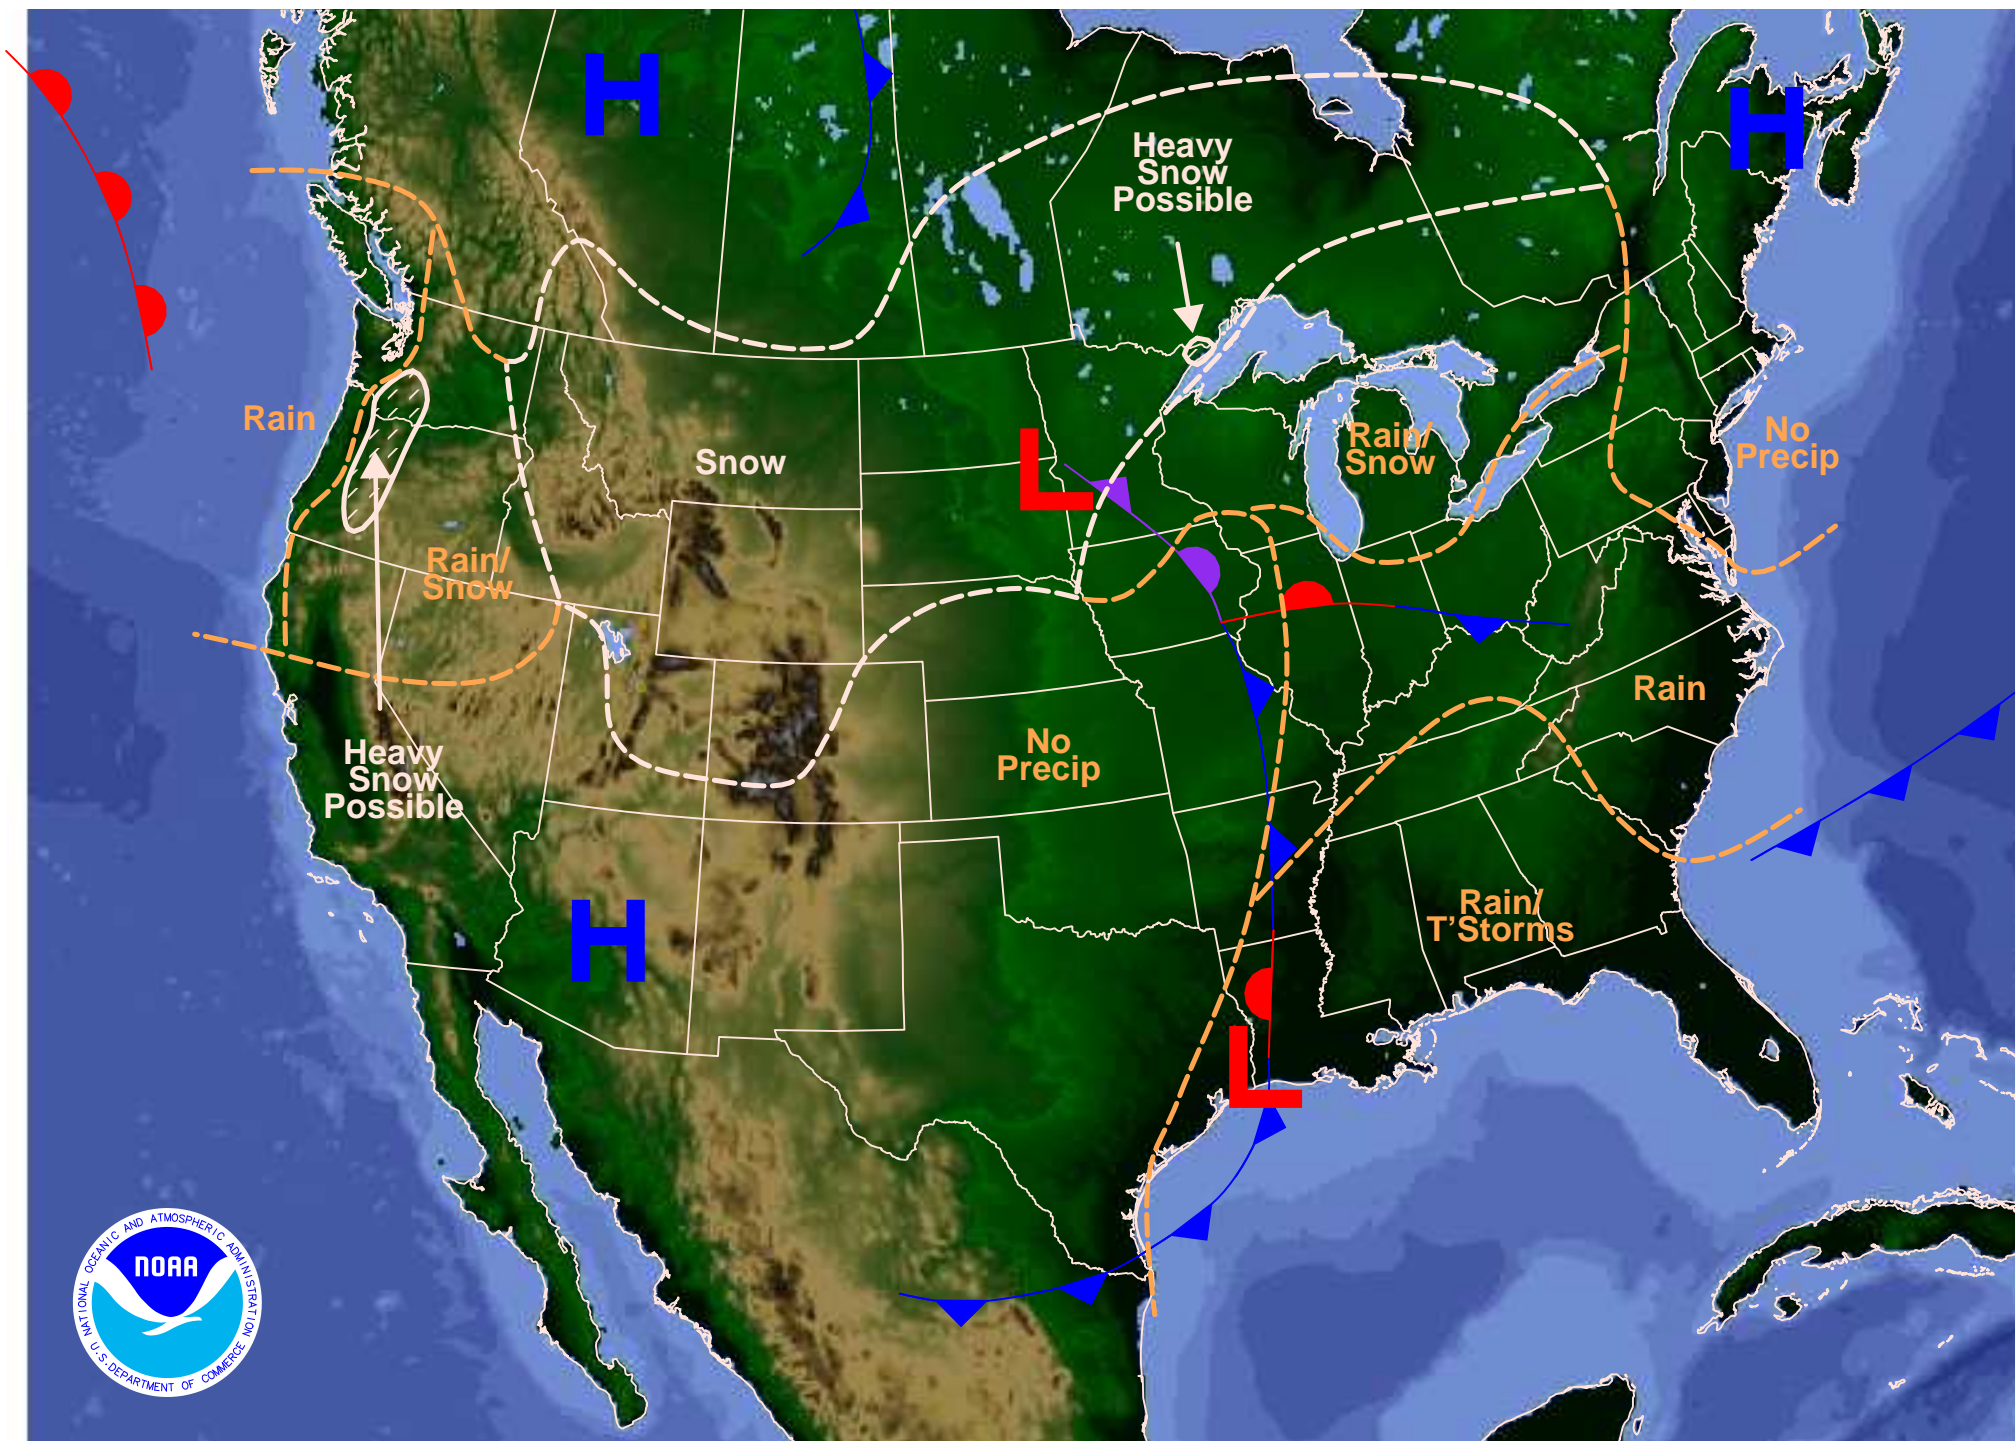 H
H
Heavy
Snow
Possible
Rain
Snow
L
Rain/
Snow
No
Precip
Rain/
Snow
Rain
Heavy
Snow
Possible
No
Precip
H
Rain/
T'Storms
L
NATIONAL OCEANIC AND ATMOSPHERIC ADMINISTRATION
NOAA
U.S. DEPARTMENT OF COMMERCE